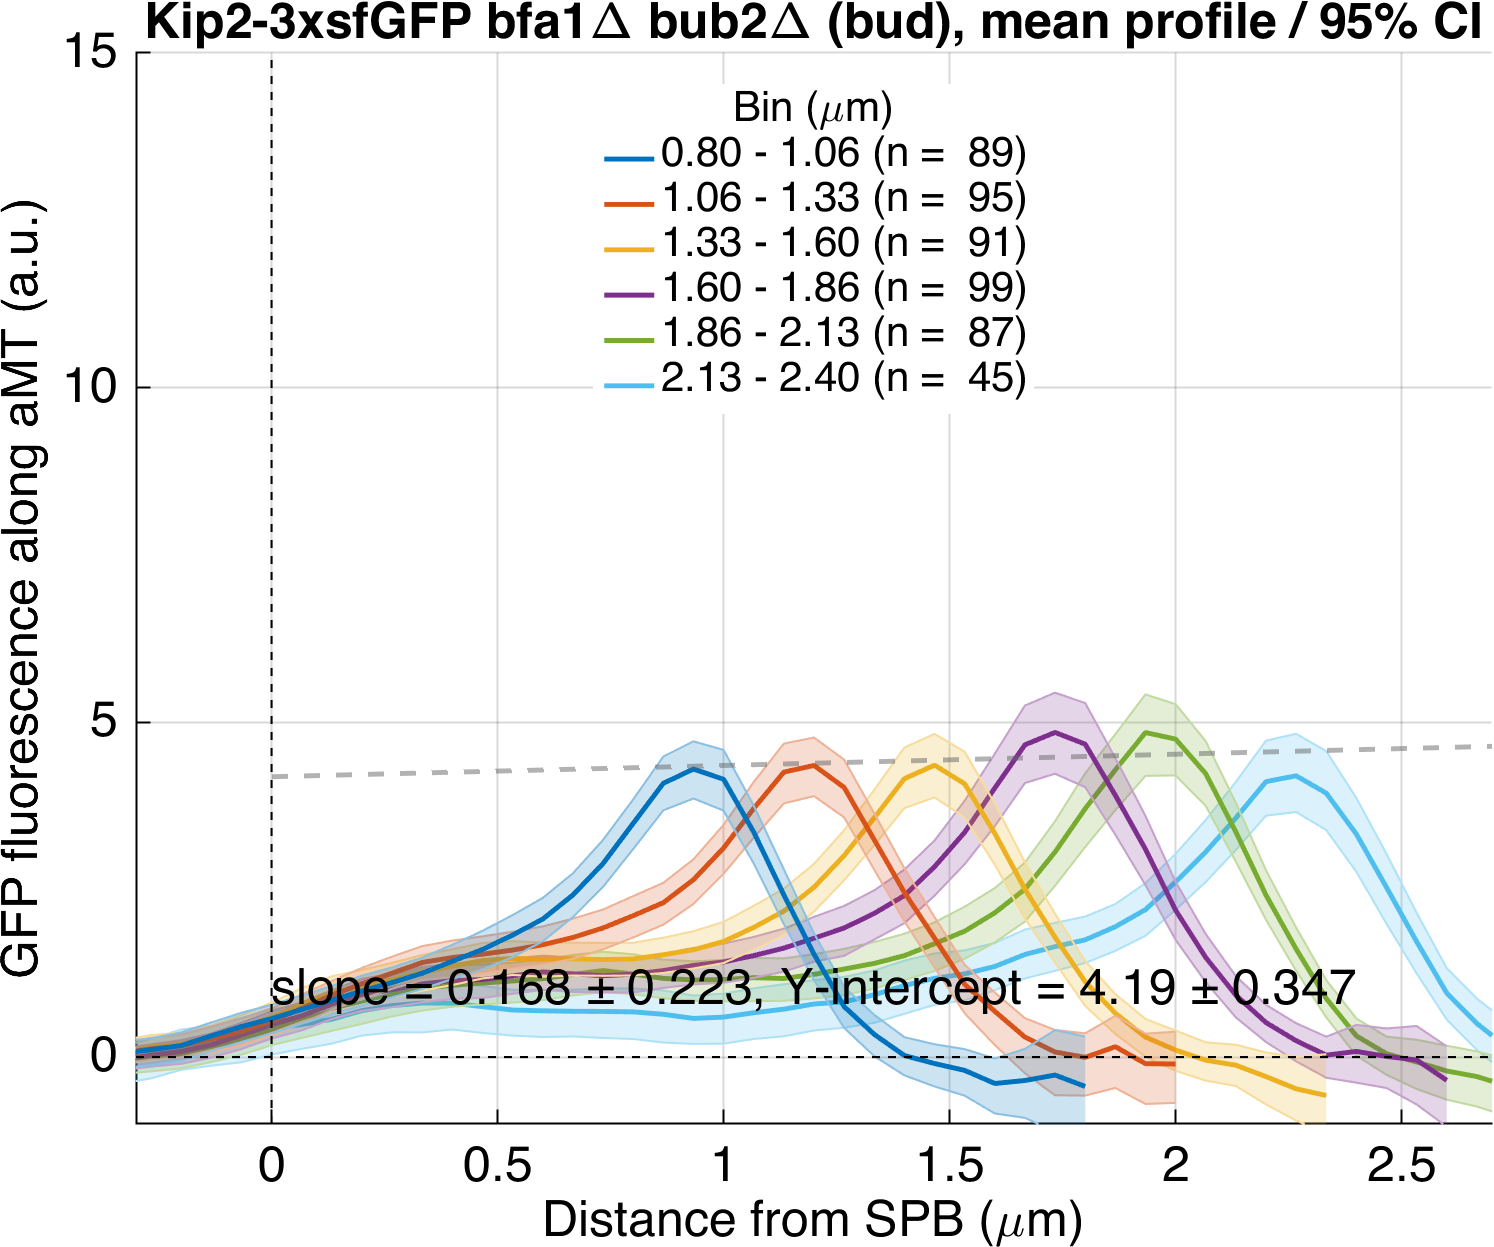 Kip2-3xsfGFP bfa1Δ bub2Δ (bud), mean profile / 95% CI
15
10
5
0
GFP fluorescence along aMT (a.u.)
Bin (μm)
0.80 - 1.06 (n = 89)
1.06 - 1.33 (n = 95)
1.33 - 1.60 (n = 91)
1.60 - 1.86 (n = 99)
1.86 - 2.13 (n = 87)
2.13 - 2.40 (n = 45)
slope = 0.168 ± 0.223, Y-intercept = 4.19 ± 0.347
0 0.5 1 1.5 2 2.5
Distance from SPB (μm)